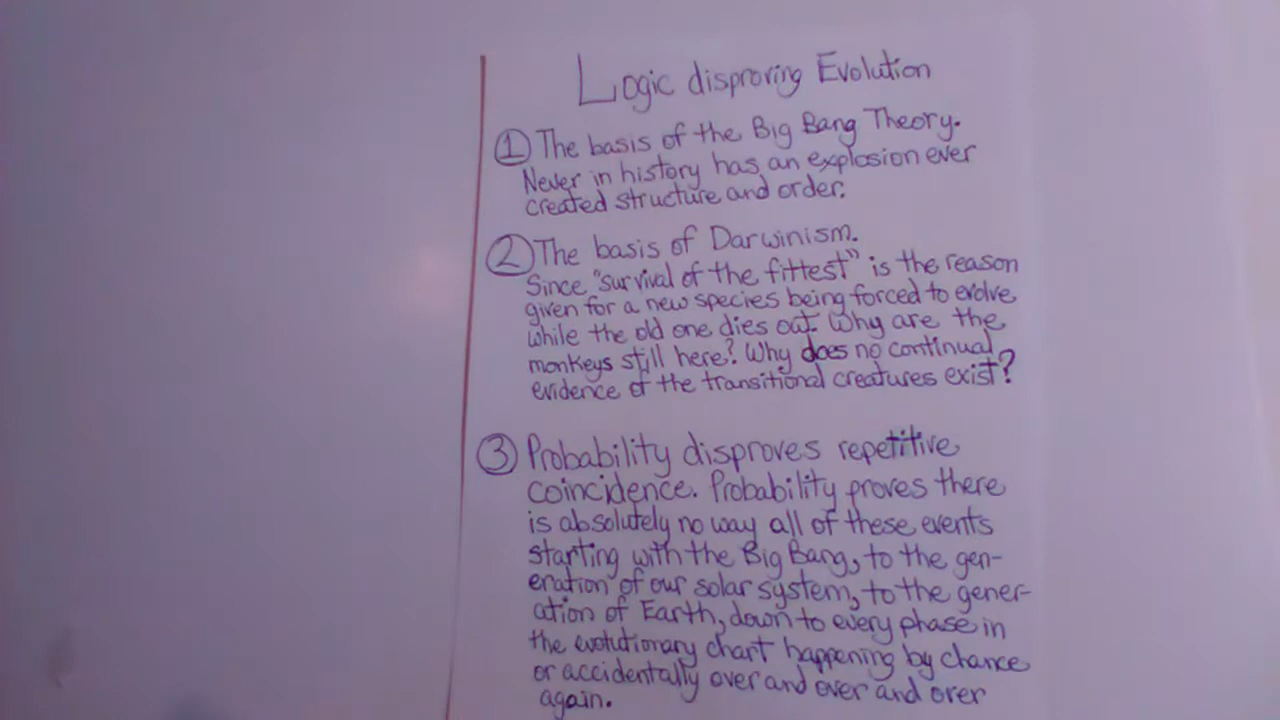 Logic disproving Evolution
① The basis of the Big Bang Theory.
Never in history has an explosion ever
created structure and order.
② The basis of Darwinism.
Since "survival of the fittest" is the reason
given for a new species being forced to evolve
while the old one dies out. Why are the
monkeys still here? Why does no continual
evidence of the transitional creatures exist?
③ Probability disproves repetitive
coincidence. Probability proves there
is absolutely no way all of these events
starting with the Big Bang, to the gen-
eration of our solar system, to the gener-
ation of Earth, down to every phase in
the evolutionary chart happening by chance
or accidentally over and over and over
again.